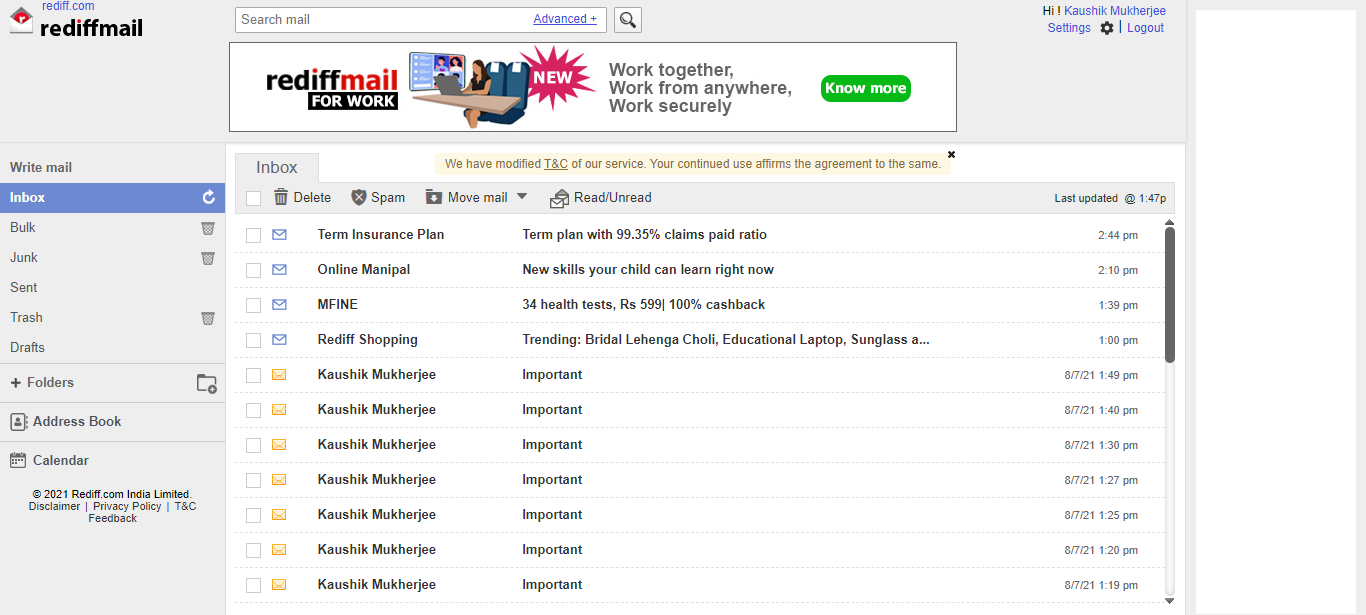 rediff.com
rediffmail
Search mail
Advanced +
Hi ! Kaushik Mukherjee
Settings | Logout
rediffmail
FOR WORK
NEW
Work together,
Work from anywhere,
Work securely
Know more
Write mail
Inbox
Bulk
Junk
Sent
Trash
Drafts
+ Folders
Address Book
Calendar
© 2021 Rediff.com India Limited.
Disclaimer | Privacy Policy | T&C
Feedback
Inbox
We have modified T&C of our service. Your continued use affirms the agreement to the same.
Delete Spam Move mail Read/Unread Last updated @ 1:47p
Term Insurance Plan Term plan with 99.35% claims paid ratio 2:44 pm
Online Manipal New skills your child can learn right now 2:10 pm
MFINE 34 health tests, Rs 599| 100% cashback 1:39 pm
Rediff Shopping Trending: Bridal Lehenga Choli, Educational Laptop, Sunglass a... 1:00 pm
Kaushik Mukherjee Important 8/7/21 1:49 pm
Kaushik Mukherjee Important 8/7/21 1:40 pm
Kaushik Mukherjee Important 8/7/21 1:30 pm
Kaushik Mukherjee Important 8/7/21 1:27 pm
Kaushik Mukherjee Important 8/7/21 1:25 pm
Kaushik Mukherjee Important 8/7/21 1:20 pm
Kaushik Mukherjee Important 8/7/21 1:19 pm